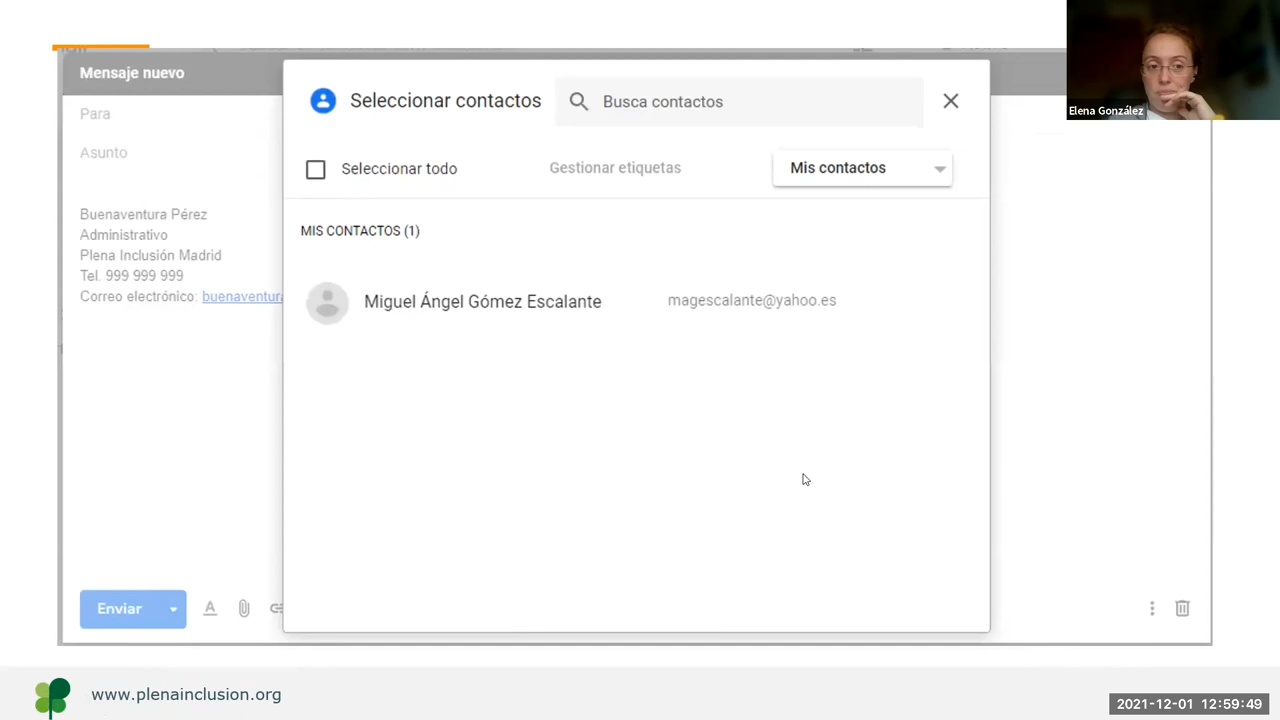 Mensaje nuevo
Seleccionar contactos
Busca contactos
Elena González
Para
Asunto
Seleccionar todo
Gestionar etiquetas
Mis contactos
MIS CONTACTOS (1)
Buenaventura Pérez
Administrativo
Plena Inclusión Madrid
Tel. 999 999 999
Correo electrónico: buenaventura
Miguel Ángel Gómez Escalante
magescalante@yahoo.es
Enviar
www.plenainclusion.org
2021-12-01 12:59:49